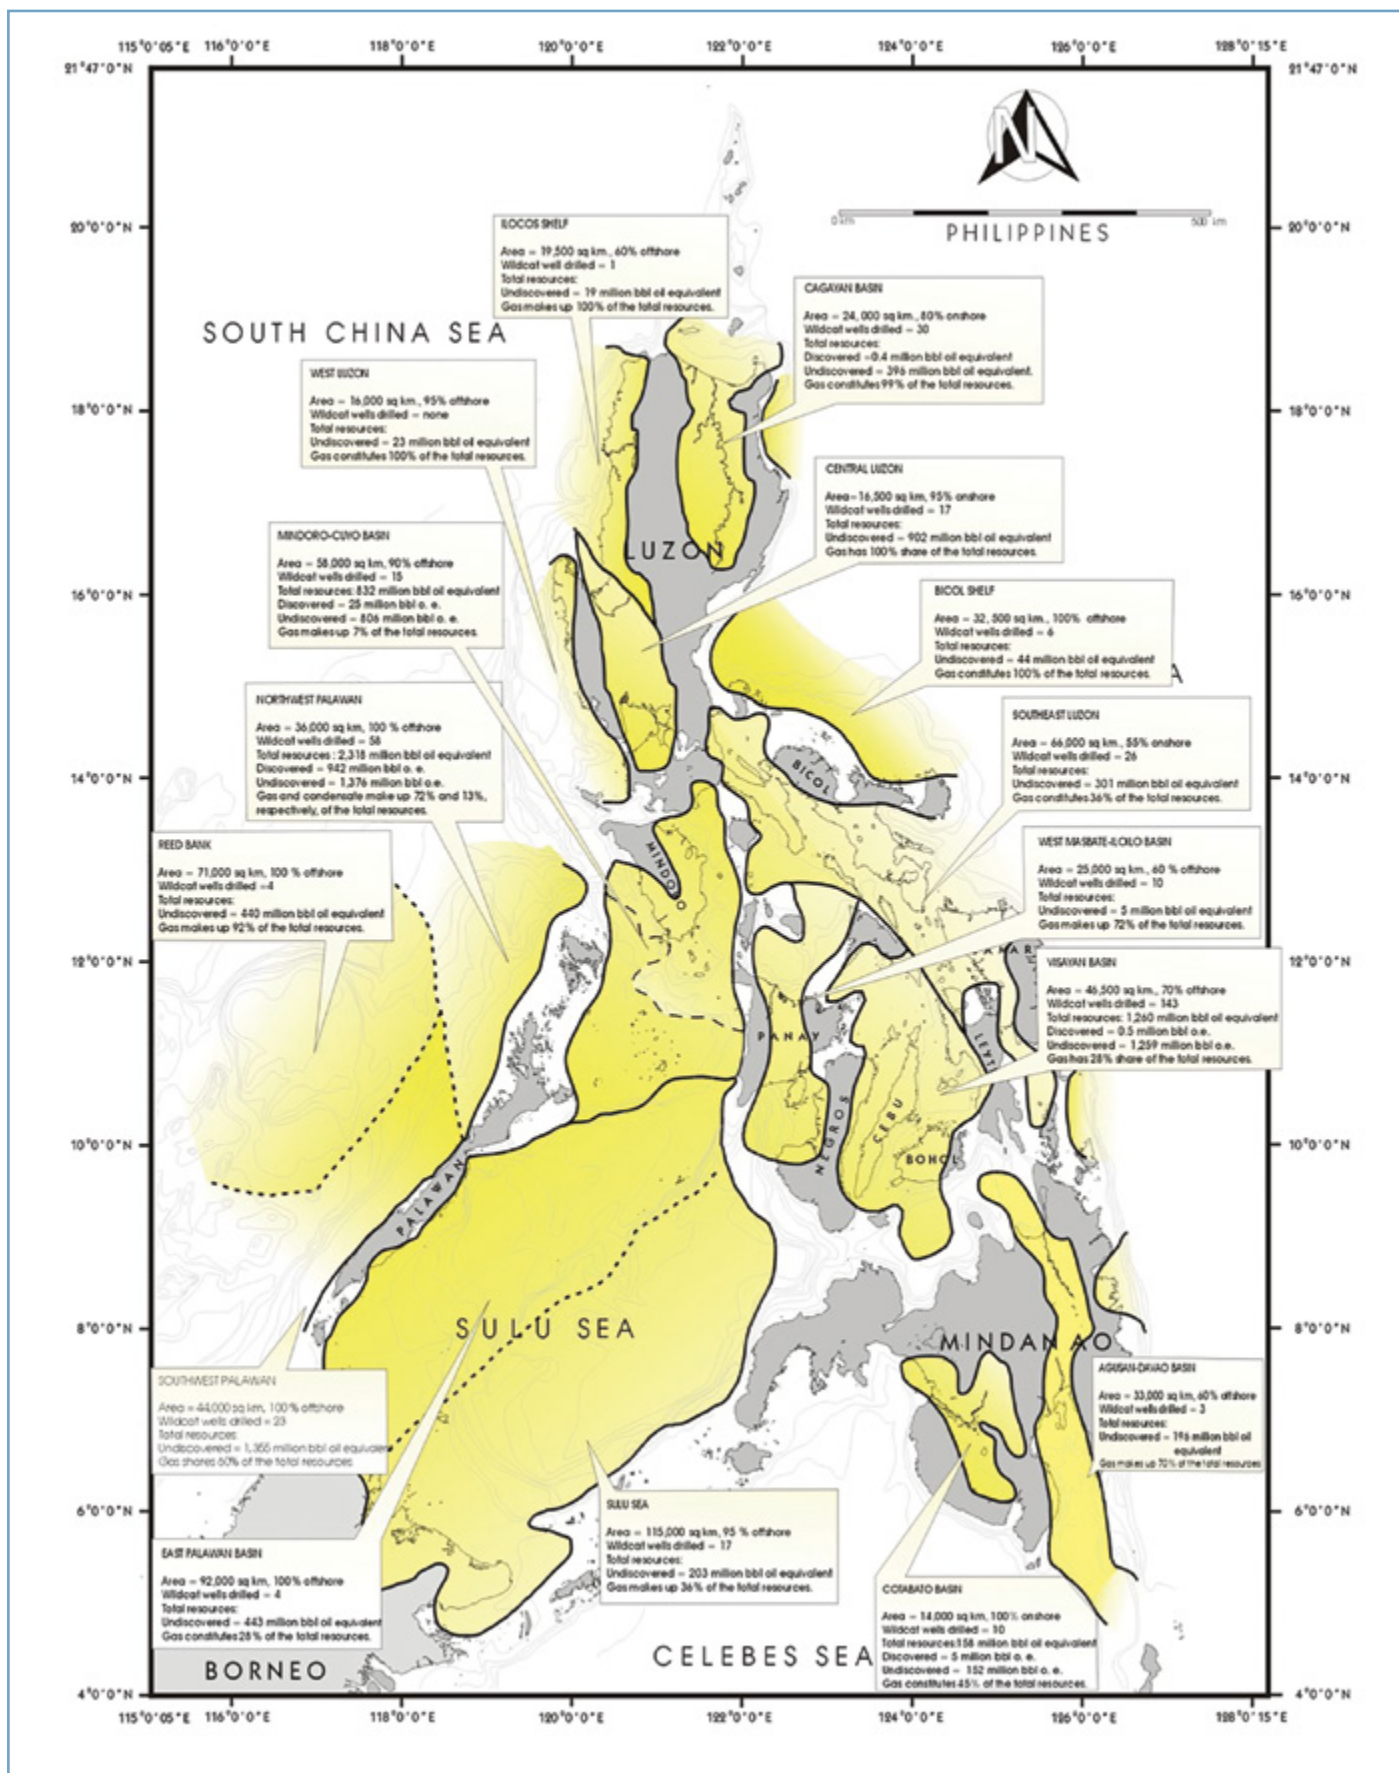 115°0'05"E 116°0'0"E 118°0'0"E 120°0'0"E 122°0'0"E 124°0'0"E 126°0'0"E 128°0'15"E
21°47'0"N 21°47'0"N
N
0 km 500 km
PHILIPPINES
20°0'0"N 20°0'0"N
ILOCOS SHELF
Area = 19,500 sq km., 60% offshore
Wildcat well drilled = 1
Total resources:
Undiscovered = 19 million bbl oil equivalent
Gas makes up 100% of the total resources.
CAGAYAN BASIN
Area = 24, 000 sq km., 80% onshore
Wildcat wells drilled = 30
Total resources:
Discovered =0.4 million bbl oil equivalent
Undiscovered = 396 million bbl oil equivalent.
Gas constitutes 99% of the total resources.
SOUTH CHINA SEA
WEST LUZON
Area = 16,000 sq km., 95% offshore
Wildcat wells drilled = none
Total resources:
Undiscovered = 23 million bbl oil equivalent
Gas constitutes 100% of the total resources.
18°0'0"N 18°0'0"N
CENTRAL LUZON
Area=16,500 sq km, 95% onshore
Wildcat wells drilled = 17
Total resources:
Undiscovered = 902 million bbl oil equivalent
Gas has 100% share of the total resources.
LUZON
MINDORO-CUYO BASIN
Area = 58,000 sq km, 90% offshore
Wildcat wells drilled = 15
Total resources: 832 million bbl oil equivalent
Discovered = 25 million bbl o. e.
Undiscovered = 806 million bbl o. e.
Gas makes up 7% of the total resources.
16°0'0"N 16°0'0"N
BICOL SHELF
Area = 32, 500 sq km., 100% offshore
Wildcat wells drilled = 6
Total resources:
Undiscovered = 44 million bbl oil equivalent
Gas constitutes 100% of the total resources.
A
NORTHWEST PALAWAN
Area = 36,000 sq km, 100 % offshore
Wildcat wells drilled = 58
Total resources : 2,318 million bbl oil equivalent
Discovered = 942 million bbl o. e.
Undiscovered = 1,376 million bbl o.e.
Gas and condensate make up 72% and 13%,
respectively, of the total resources.
SOUTHEAST LUZON
Area = 66,000 sq km., 55% onshore
Wildcat wells drilled = 26
Total resources:
Undiscovered = 301 million bbl oil equivalent
Gas constitutes 36% of the total resources.
14°0'0"N 14°0'0"N
BICOL
REED BANK
Area = 71,000 sq km, 100 % offshore
Wildcat wells drilled =4
Total resources:
Undiscovered = 440 million bbl oil equivalent
Gas makes up 92% of the total resources.
MINDO O
WEST MASBATE-ILOILO BASIN
Area = 25,000 sq km., 60 % offshore
Wildcat wells drilled = 10
Total resources:
Undiscovered = 5 million bbl oil equivalent
Gas makes up 72% of the total resources.
12°0'0"N 12°0'0"N
AMAR
VISAYAN BASIN
Area = 46,500 sq km., 70% offshore
Wildcat wells drilled = 143
Total resources: 1,260 million bbl oil equivalent
Discovered = 0.5 million bbl o.e.
Undiscovered = 1,259 million bbl o.e.
Gas has 28% share of the total resources.
PANAY
LEYT
NEGROS
CEBU
BOHOL
10°0'0"N 10°0'0"N
PALAWAN
SULU SEA
8°0'0"N 8°0'0"N
MINDANAO
SOUTHWEST PALAWAN
Area = 44,000 sq km, 100% offshore
Wildcat wells drilled = 23
Total resources:
Undiscovered = 1,355 million bbl oil equivalen
Gas shares 60% of the total resources
AGUSAN-DAVAO BASIN
Area = 33,000 sq km, 60% offshore
Wildcat wells drilled = 3
Total resources:
Undiscovered = 196 million bbl oil
equivalent
Gas makes up 70% of the total resources
6°0'0"N 6°0'0"N
SULU SEA
Area = 115,000 sq km, 95 % offshore
Wildcat wells drilled = 17
Total resources:
Undiscovered = 203 million bbl oil equivalent
Gas makes up 36% of the total resources.
EAST PALAWAN BASIN
Area = 92,000 sq km, 100% offshore
Wildcat wells drilled = 4
Total resources:
Undiscovered = 443 million bbl oil equivalent
Gas constitutes 28% of the total resources.
COTABATO BASIN
Area = 14,000 sq km, 100% onshore
Wildcat wells drilled = 10
Total resources:158 million bbl oil equivalent
Discovered = 5 million bbl o. e.
Undiscovered = 152 million bbl o. e.
Gas constitutes 45% of the total resources.
BORNEO
CELEBES SEA
4°0'0"N 4°0'0"N
115°0'05"E 116°0'0"E 118°0'0"E 120°0'0"E 122°0'0"E 124°0'0"E 126°0'0"E 128°0'15"E